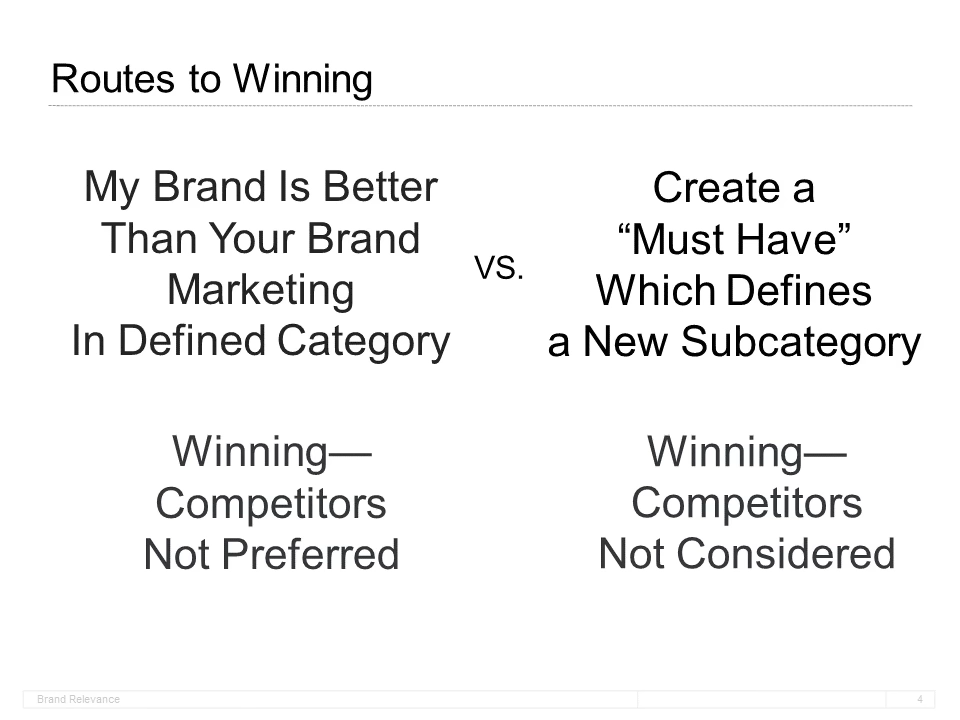 Routes to Winning
My Brand Is Better
Than Your Brand
Marketing
In Defined Category
VS.
Create a
“Must Have”
Which Defines
a New Subcategory
Winning—
Competitors
Not Preferred
Winning—
Competitors
Not Considered
Brand Relevance
4